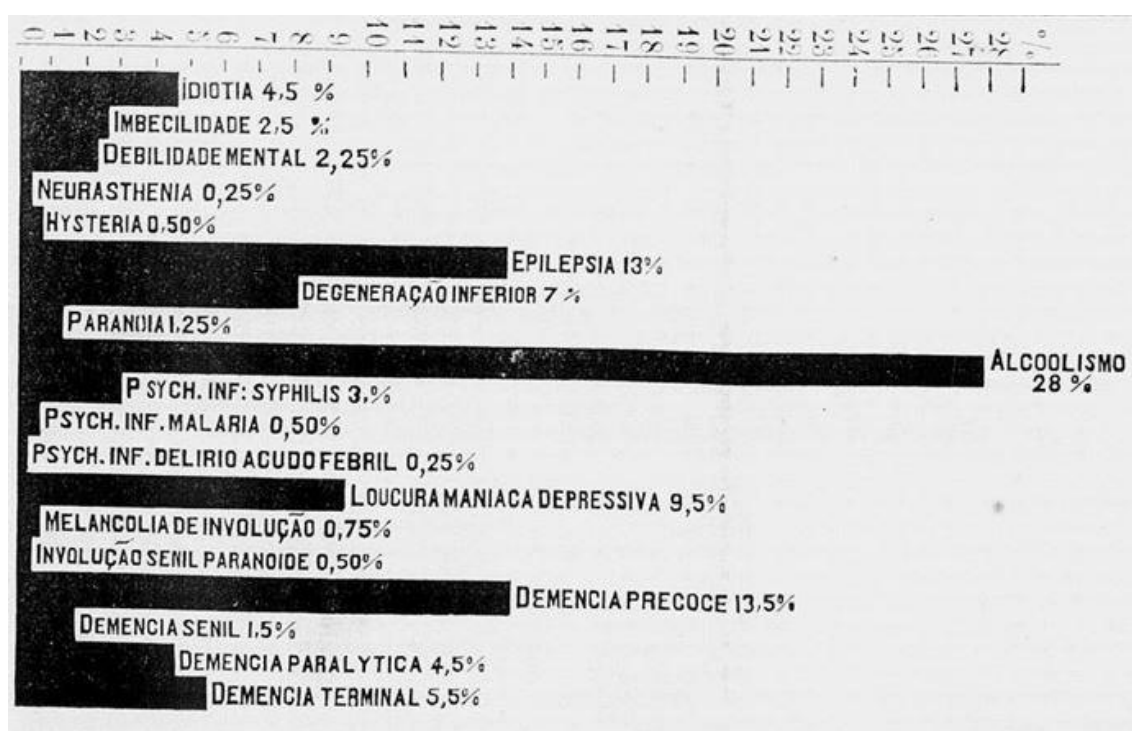 0 1 2 3 4 5 6 7 8 9 10 11 12 13 14 15 16 17 18 19 20 21 22 23 24 25 26 27 28 %
IDIOTIA 4,5 %
IMBECILIDADE 2,5 %
DEBILIDADE MENTAL 2,25%
NEURASTHENIA 0,25%
HYSTERIA 0,50%
EPILEPSIA 13%
DEGENERAÇÃO INFERIOR 7 %
PARANOIA 1,25%
ALCOOLISMO
28 %
PSYCH. INF: SYPHILIS 3,%
PSYCH. INF. MALARIA 0,50%
PSYCH. INF. DELIRIO AGUDO FEBRIL 0,25%
LOUCURA MANIACA DEPRESSIVA 9,5%
MELANCOLIA DE INVOLUÇÃO 0,75%
INVOLUÇÃO SENIL PARANOIDE 0,50%
DEMENCIA PRECOCE 13,5%
DEMENCIA SENIL 1,5%
DEMENCIA PARALYTICA 4,5%
DEMENCIA TERMINAL 5,5%